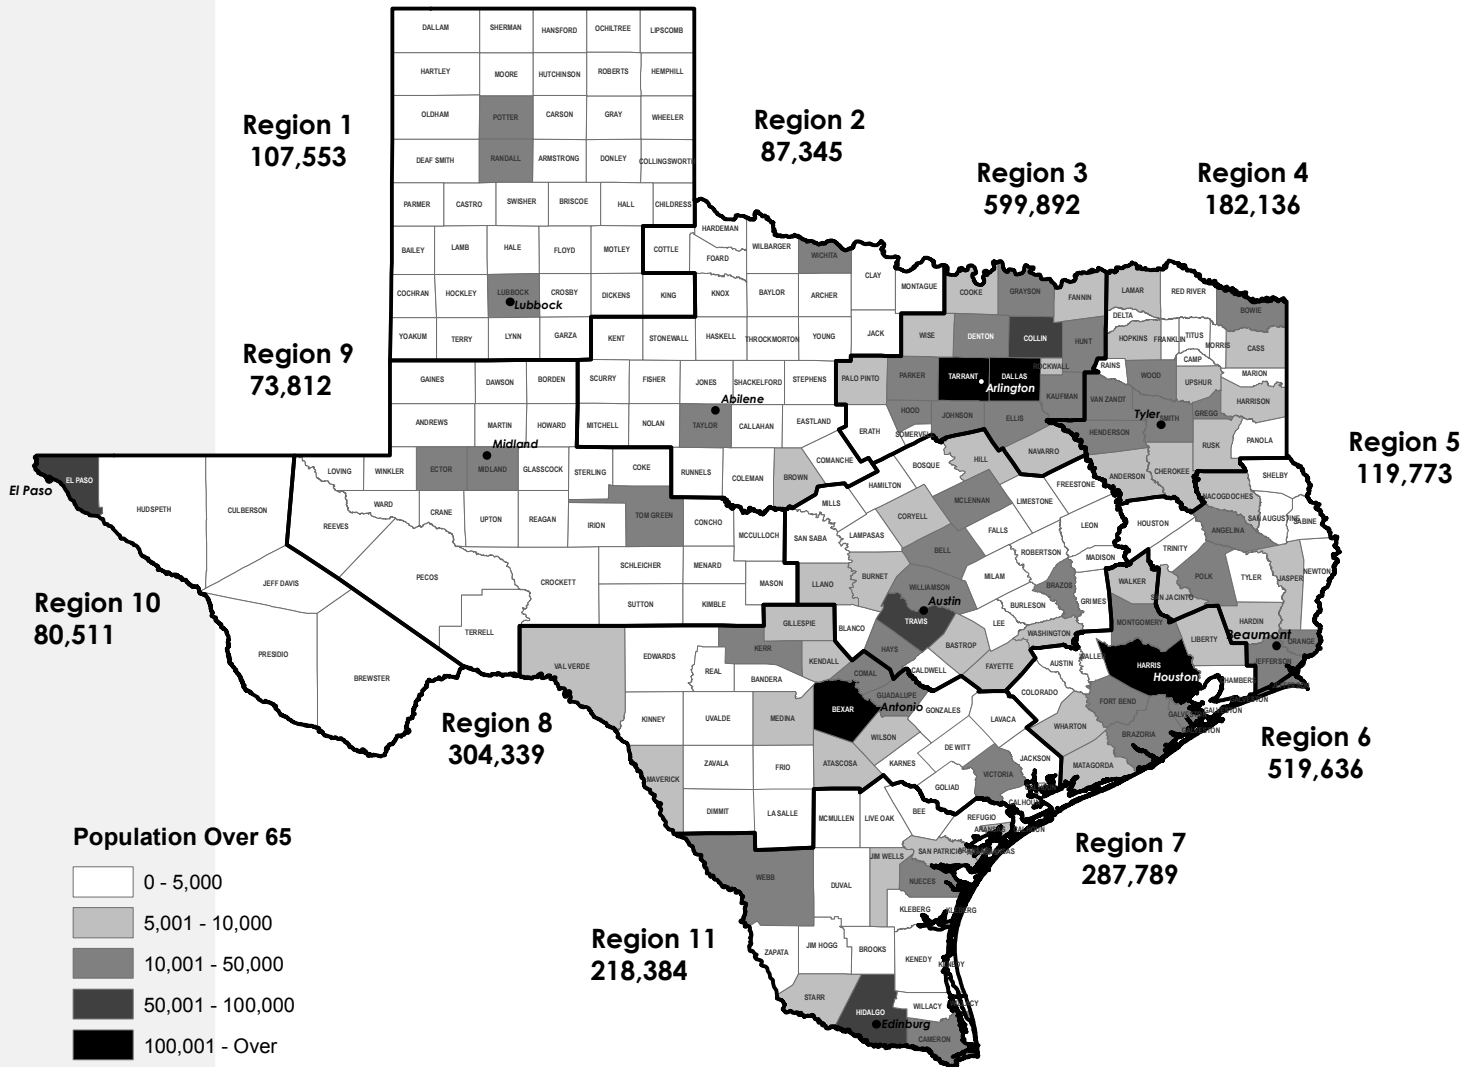 DALLAM SHERMAN HANSFORD OCHILTREE LIPSCOMB
HARTLEY MOORE HUTCHINSON ROBERTS HEMPHILL
OLDHAM POTTER CARSON GRAY WHEELER
DEAF SMITH RANDALL ARMSTRONG DONLEY COLLINGSWORTH
PARMER CASTRO SWISHER BRISCOE HALL CHILDRESS
BAILEY LAMB HALE FLOYD MOTLEY COTTLE HARDEMAN FOARD WILBARGER WICHITA CLAY MONTAGUE
COCHRAN HOCKLEY LUBBOCK CROSBY DICKENS KING KNOX BAYLOR ARCHER
Lubbock
YOAKUM TERRY LYNN GARZA KENT STONEWALL HASKELL THROCKMORTON YOUNG JACK
Region 1
107,553
Region 2
87,345
Region 3
599,892
Region 4
182,136
COOKE GRAYSON FANNIN LAMAR RED RIVER BOWIE
WISE DENTON COLLIN HUNT DELTA HOPKINS FRANKLIN TITUS MORRIS CASS
PALO PINTO PARKER TARRANT DALLAS ROCKWALL KAUFMAN RAINS WOOD CAMP UPSHUR MARION
Arlington
HOOD JOHNSON ELLIS VAN ZANDT SMITH GREGG HARRISON
Tyler
ERATH SOMERVELL NAVARRO HENDERSON RUSK PANOLA
Region 9
73,812
GAINES DAWSON BORDEN SCURRY FISHER JONES SHACKELFORD STEPHENS
Abilene
ANDREWS MARTIN HOWARD MITCHELL NOLAN TAYLOR CALLAHAN EASTLAND
Midland
LOVING WINKLER ECTOR MIDLAND GLASSCOCK STERLING COKE RUNNELS COLEMAN BROWN COMANCHE
EL PASO HUDSPETH CULBERSON
El Paso
REEVES WARD CRANE UPTON REAGAN IRION TOM GREEN CONCHO MCCULLOCH
JEFF DAVIS PECOS CROCKETT SCHLEICHER MENARD MASON
SUTTON KIMBLE
TERRELL PRESIDIO BREWSTER
Region 10
80,511
Region 5
119,773
BOSQUE HILL HAMILTON MCLENNAN LIMESTONE FREESTONE ANDERSON CHEROKEE NACOGDOCHES SHELBY
MILLS CORYELL FALLS LEON HOUSTON ANGELINA SAN AUGUSTINE SABINE
SAN SABA LAMPASAS BELL ROBERTSON MADISON TRINITY POLK TYLER JASPER NEWTON
LLANO BURNET WILLIAMSON MILAM BRAZOS GRIMES WALKER SAN JACINTO
Austin
TRAVIS BURLESON LEE WASHINGTON MONTGOMERY LIBERTY HARDIN ORANGE
Beaumont
GILLESPIE BLANCO HAYS BASTROP FAYETTE AUSTIN WALLER HARRIS CHAMBERS JEFFERSON
Houston
VAL VERDE EDWARDS REAL KERR KENDALL BANDERA COMAL CALDWELL COLORADO FORT BEND
GUADALUPE
Antonio
KINNEY UVALDE MEDINA BEXAR WILSON GONZALES LAVACA WHARTON BRAZORIA
MAVERICK ZAVALA FRIO ATASCOSA KARNES DE WITT JACKSON MATAGORDA
DIMMIT LA SALLE MCMULLEN LIVE OAK BEE GOLIAD VICTORIA CALHOUN REFUGIO
Region 8
304,339
Region 6
519,636
Region 7
287,789
WEBB DUVAL JIM WELLS SAN PATRICIO NUECES KLEBERG
ZAPATA JIM HOGG BROOKS KENEDY
STARR HIDALGO WILLACY CAMERON
Edinburg
Region 11
218,384
Population Over 65
0 - 5,000
5,001 - 10,000
10,001 - 50,000
50,001 - 100,000
100,001 - Over